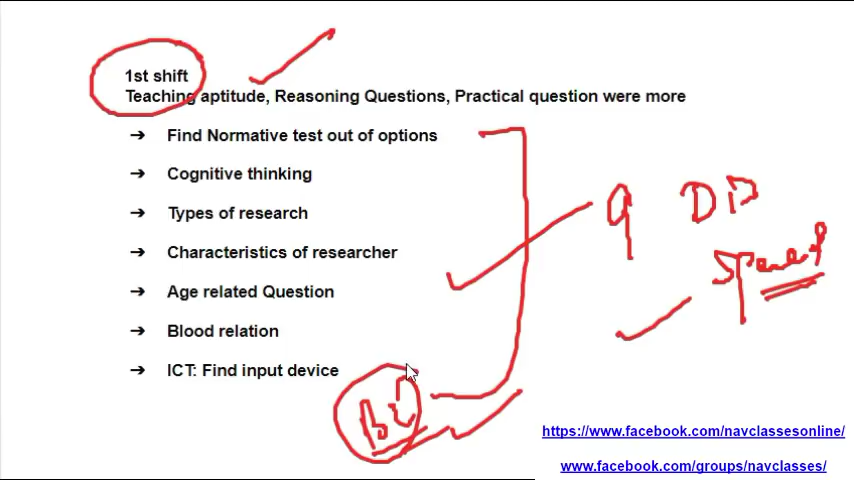 1st shift
Teaching aptitude, Reasoning Questions, Practical question were more
➔ Find Normative test out of options
➔ Cognitive thinking
➔ Types of research
➔ Characteristics of researcher
➔ Age related Question
➔ Blood relation
➔ ICT: Find input device
https://www.facebook.com/navclassesonline/
www.facebook.com/groups/navclasses/